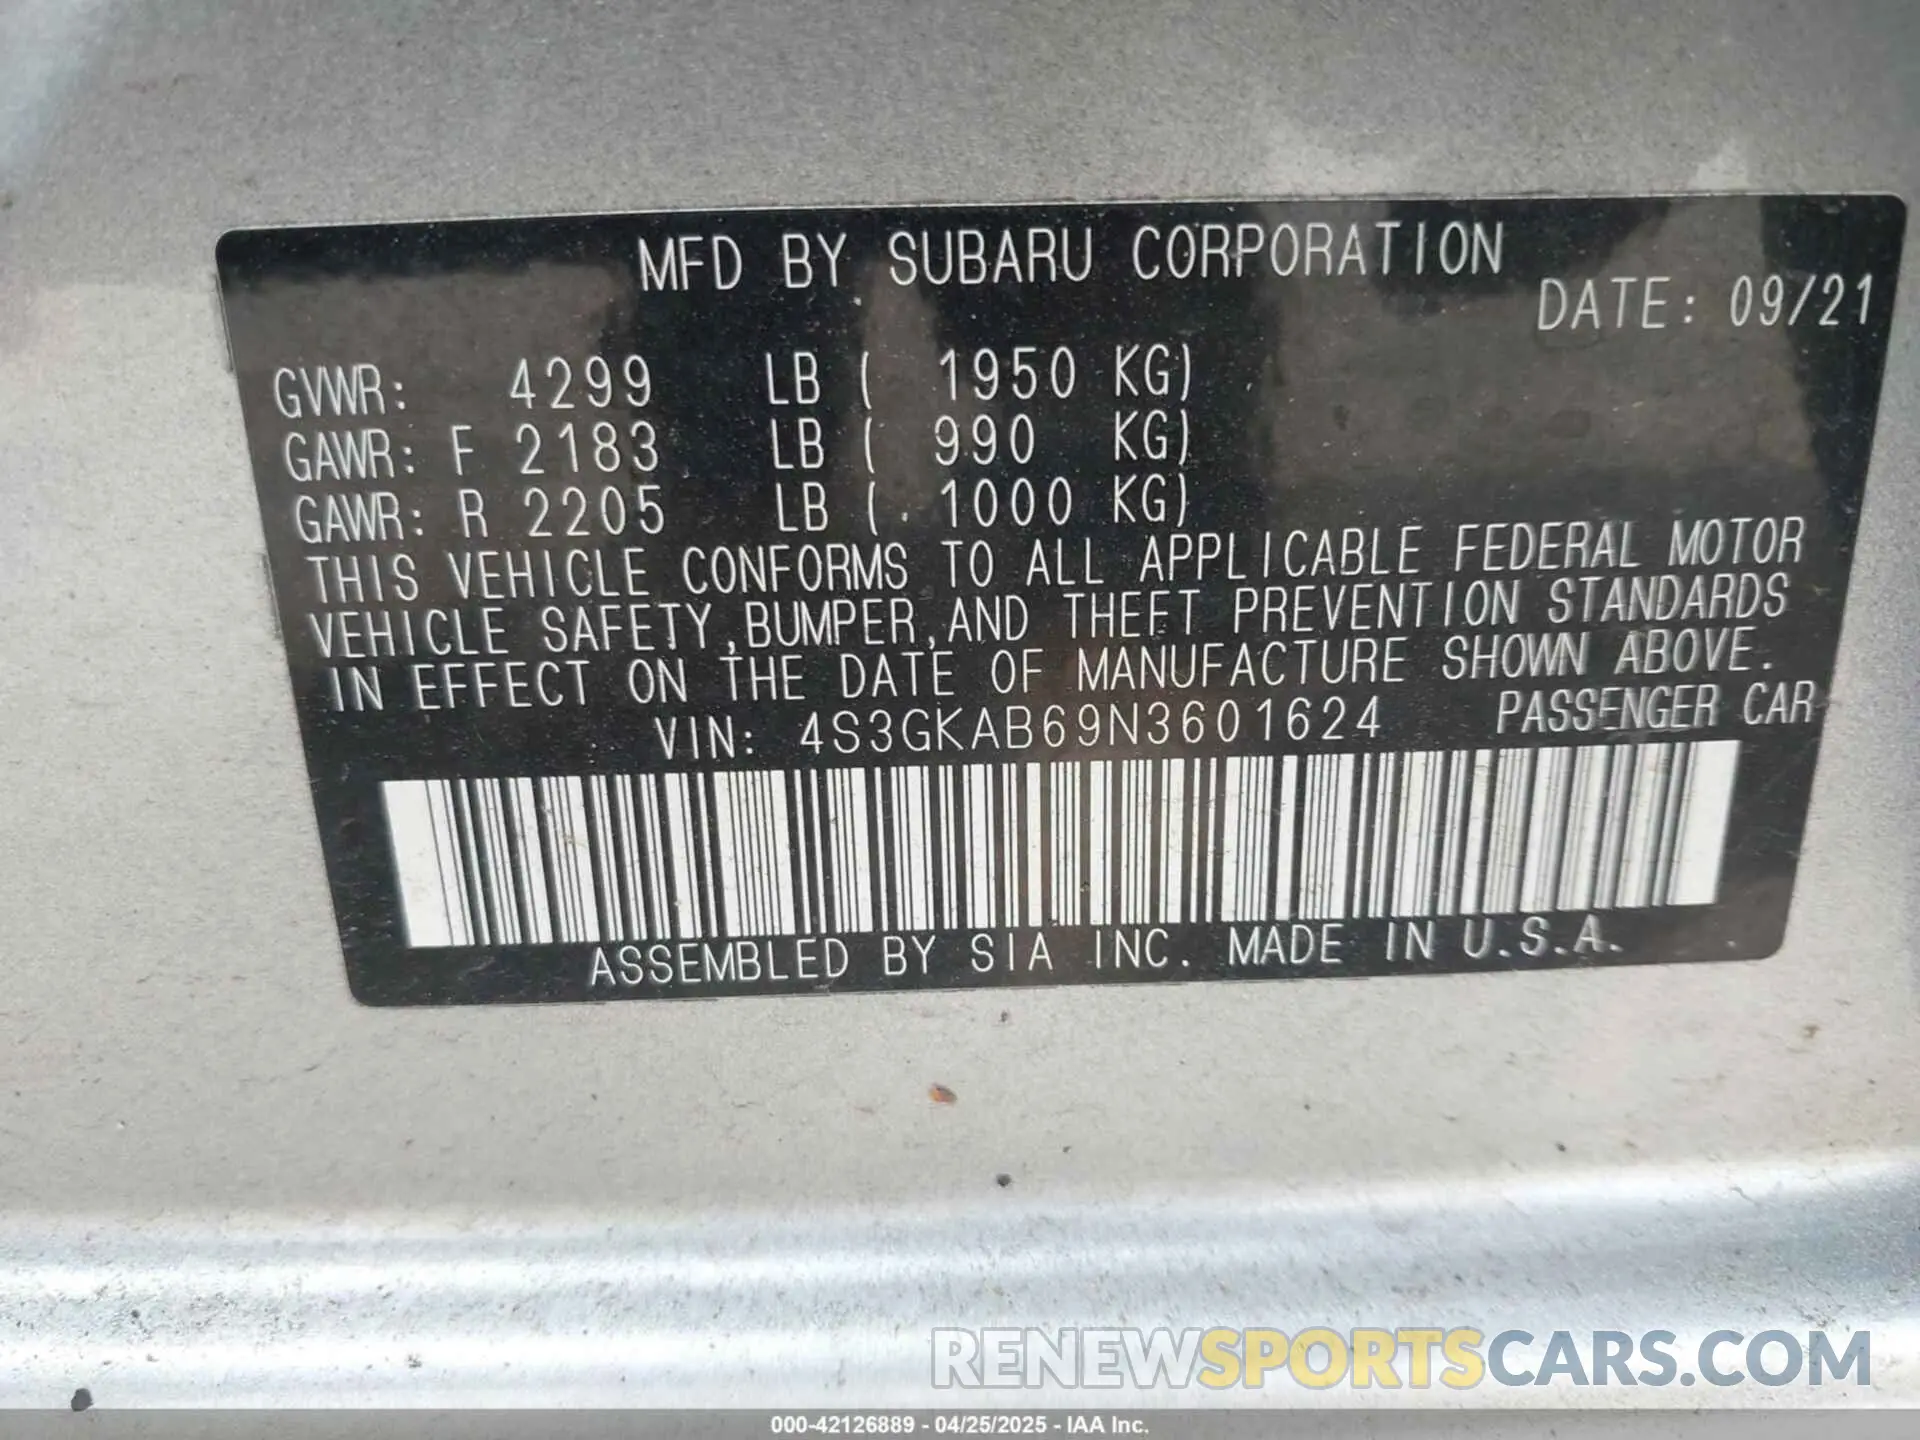 MFD BY SUBARU CORPORATION
DATE: 09/21
GVWR: 4299 LB ( 1950 KG)
GAWR: F 2183 LB ( 990 KG)
GAWR: R 2205 LB ( 1000 KG)
THIS VEHICLE CONFORMS TO ALL APPLICABLE FEDERAL MOTOR
VEHICLE SAFETY,BUMPER,AND THEFT PREVENTION STANDARDS
IN EFFECT ON THE DATE OF MANUFACTURE SHOWN ABOVE.
VIN: 4S3GKAB69N3601624 PASSENGER CAR
ASSEMBLED BY SIA INC. MADE IN U.S.A.
RENEWSPORTSCARS.COM
000-42126889 - 04/25/2025 - IAA Inc.